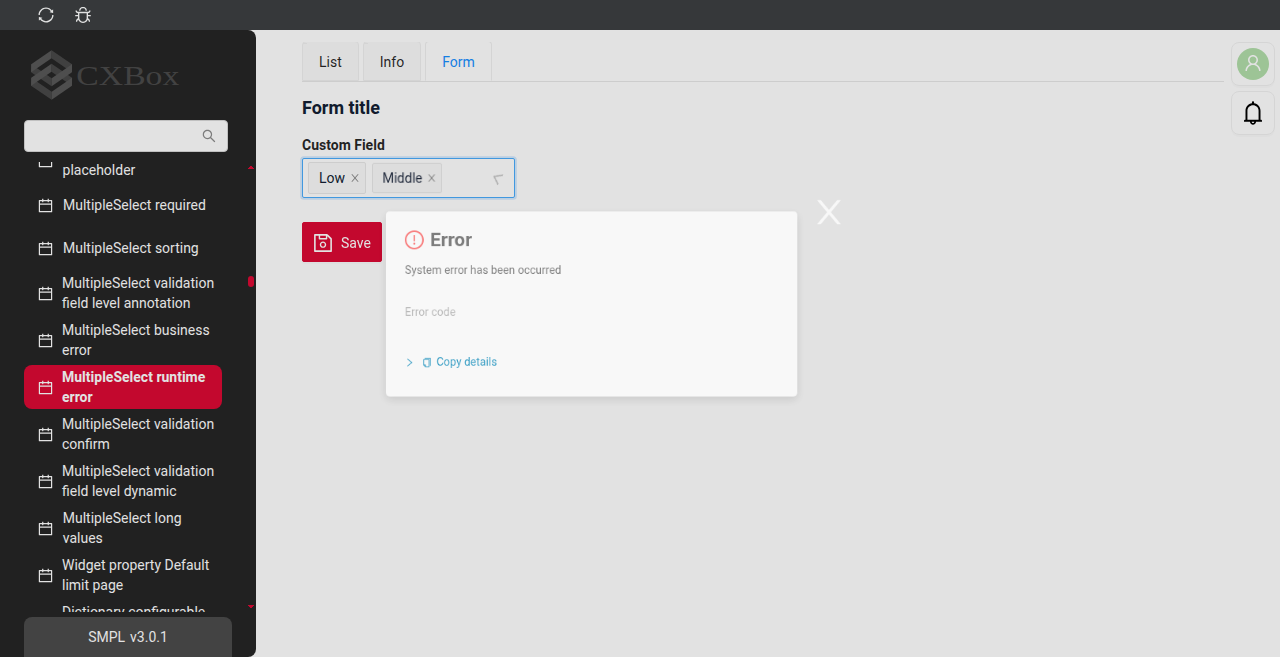 CXBox
placeholder
MultipleSelect required
MultipleSelect sorting
MultipleSelect validation
field level annotation
MultipleSelect business
error
MultipleSelect runtime
error
MultipleSelect validation
confirm
MultipleSelect validation
field level dynamic
MultipleSelect long
values
Widget property Default
limit page
Dictionary configurable
SMPL v3.0.1
List Info Form
Form title
Custom Field
Low Middle
Save
Error
System error has been occurred
Error code
Copy details